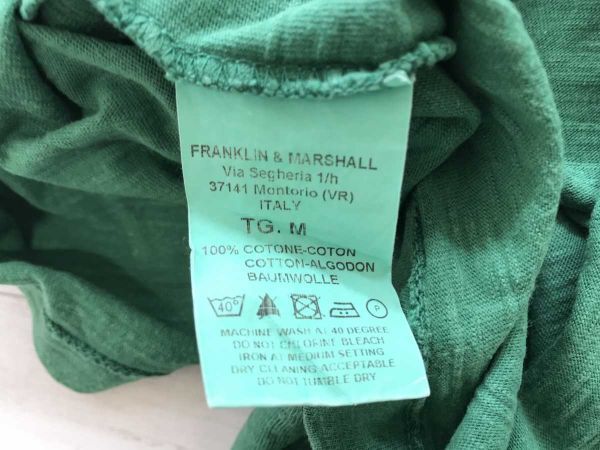 FRANKLIN & MARSHALL
Via Segheria 1/h
37141 Montorio (VR)
ITALY
TG. M
100% COTONE-COTON
COTTON-ALGODON
BAUMWOLLE
40° P
MACHINE WASH AT 40 DEGREE
DO NOT CHLORINE BLEACH
IRON AT MEDIUM SETTING
DRY CLEANING ACCEPTABLE
DO NOT TUMBLE DRY